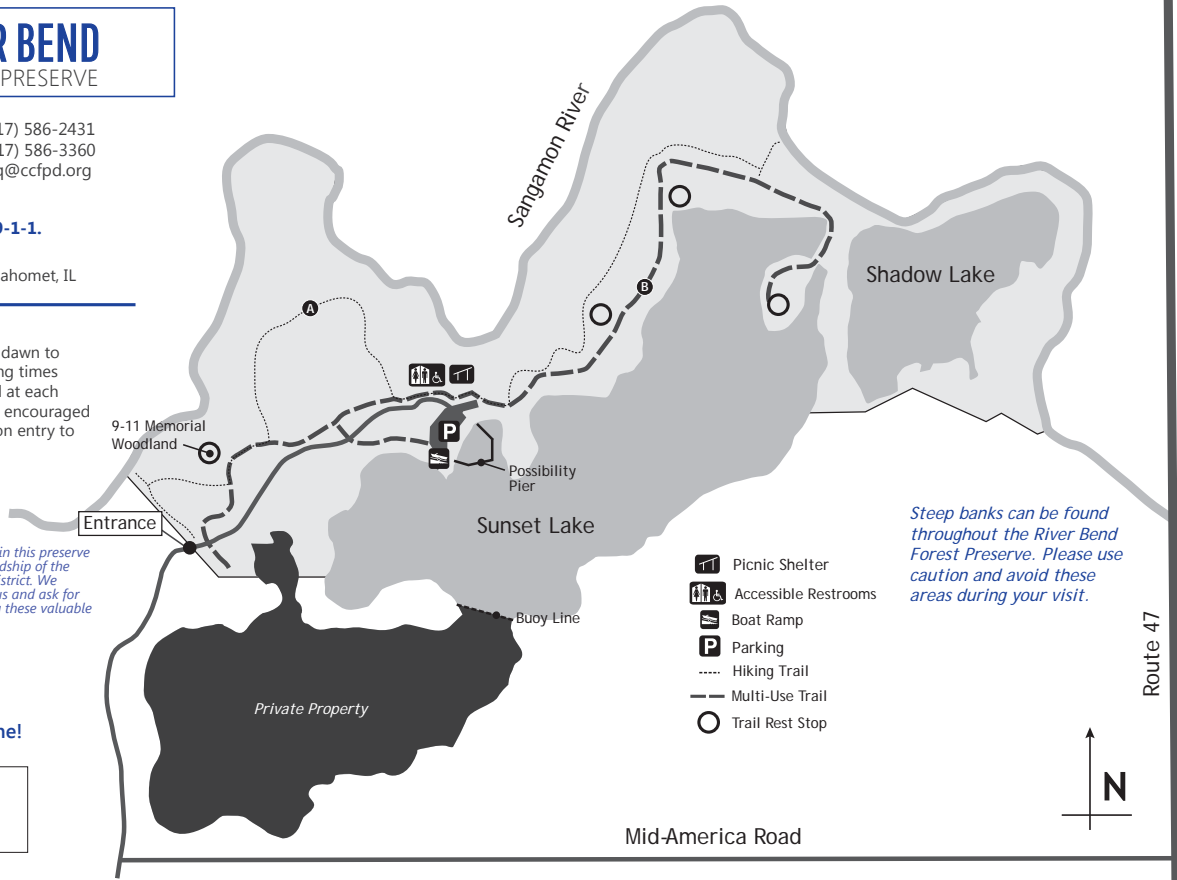 R BEND
PRESERVE
17) 586-2431
17) 586-3360
q@ccfpd.org
9-1-1.
ahomet, IL
dawn to
ng times
d at each
encouraged
on entry to
in this preserve
dship of the
istrict. We
us and ask for
g these valuable
ne!
Sangamon River
A
B
Shadow Lake
9-11 Memorial
Woodland
P
Possibility
Pier
Entrance
Sunset Lake
Buoy Line
Private Property
Picnic Shelter
Accessible Restrooms
Boat Ramp
P Parking
Hiking Trail
Multi-Use Trail
Trail Rest Stop
Steep banks can be found
throughout the River Bend
Forest Preserve. Please use
caution and avoid these
areas during your visit.
Route 47
N
Mid-America Road